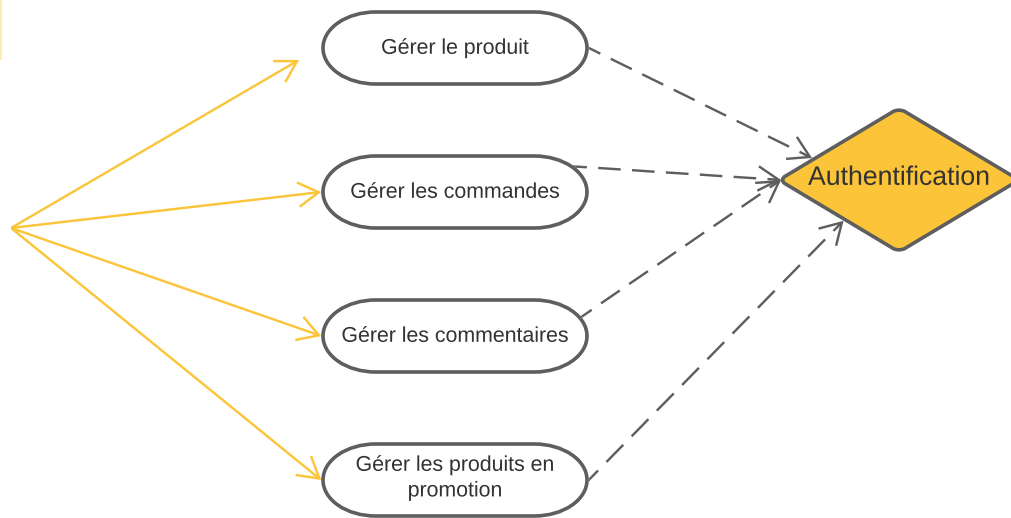 Gérer le produit
Gérer les commandes
Authentification
Gérer les commentaires
Gérer les produits en
promotion